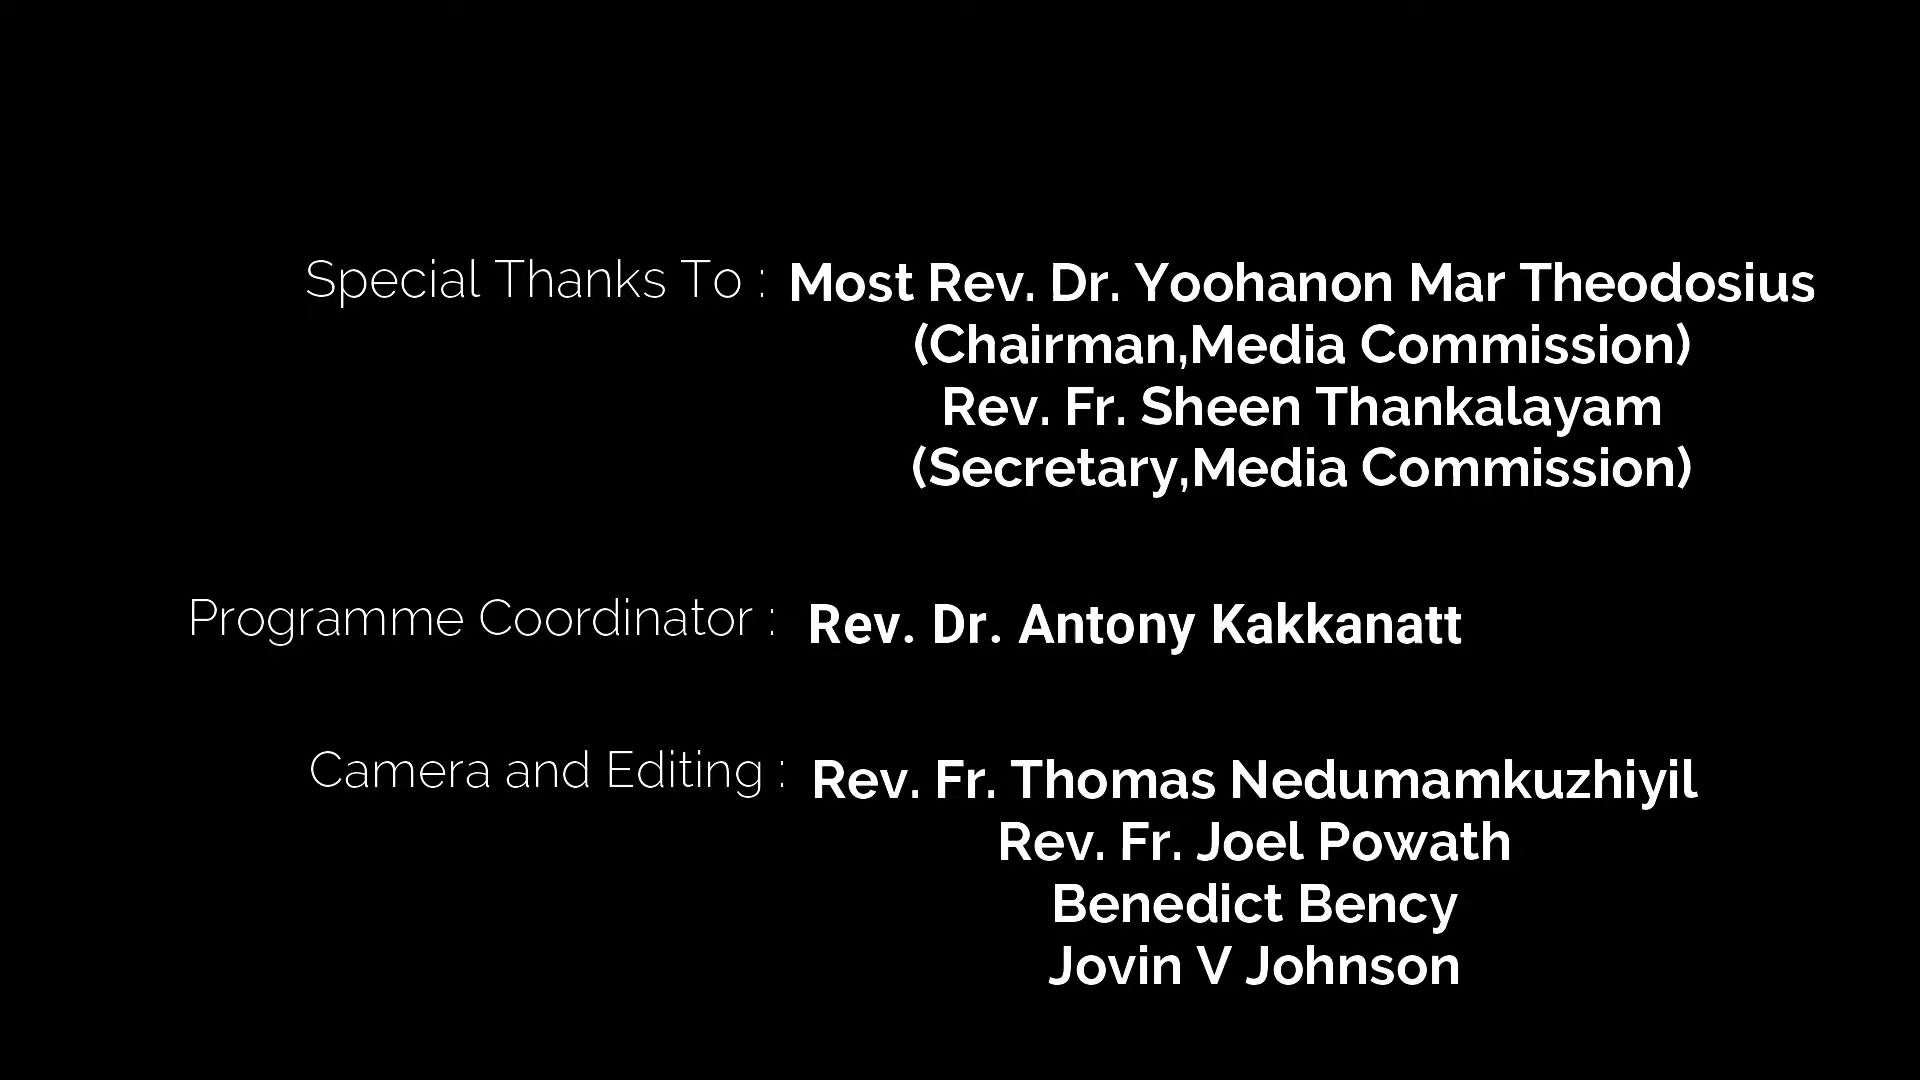 Special Thanks To : Most Rev. Dr. Yoohanon Mar Theodosius
(Chairman,Media Commission)
Rev. Fr. Sheen Thankalayam
(Secretary,Media Commission)
Programme Coordinator : Rev. Dr. Antony Kakkanatt
Camera and Editing : Rev. Fr. Thomas Nedumamkuzhiyil
Rev. Fr. Joel Powath
Benedict Bency
Jovin V Johnson